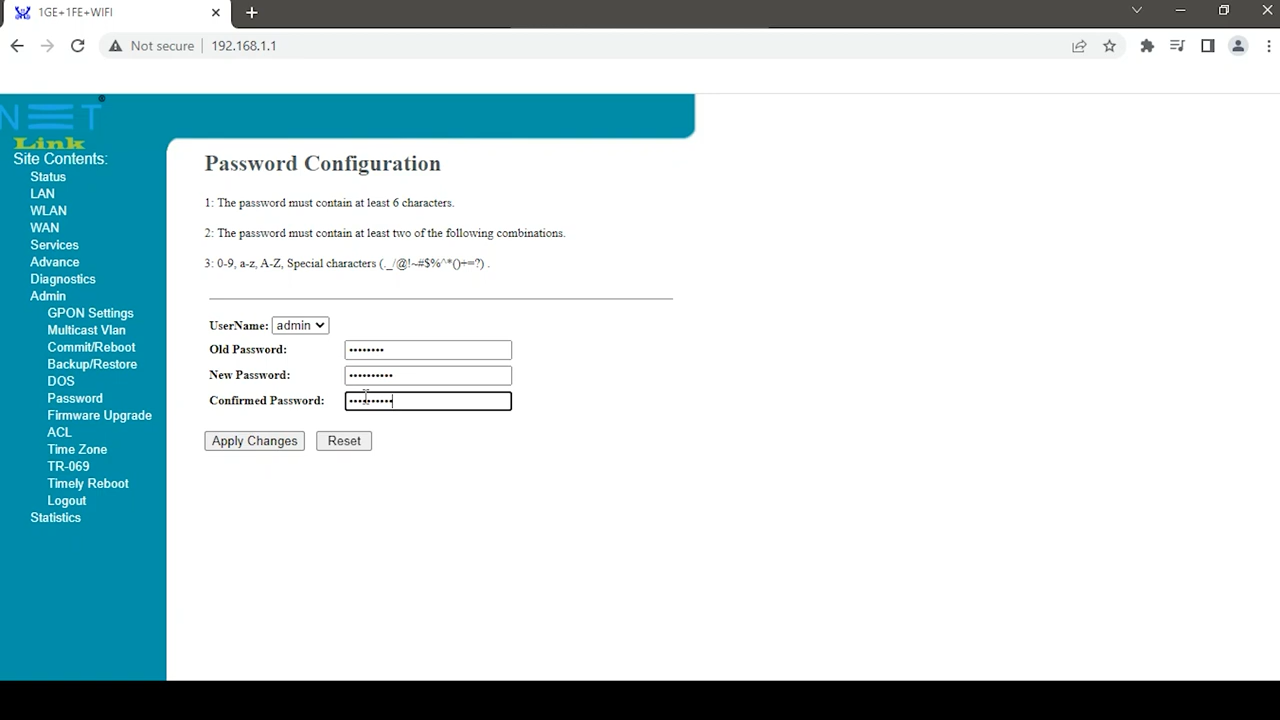 1GE+1FE+WIFI
Not secure
192.168.1.1
NET
®
Link
Site Contents:
Status
LAN
WLAN
WAN
Services
Advance
Diagnostics
Admin
GPON Settings
Multicast Vlan
Commit/Reboot
Backup/Restore
DOS
Password
Firmware Upgrade
ACL
Time Zone
TR-069
Timely Reboot
Logout
Statistics
Password Configuration
1: The password must contain at least 6 characters.
2: The password must contain at least two of the following combinations.
3: 0-9, a-z, A-Z, Special characters (._/@!~#$%^*()+=?) .
UserName: admin
Old Password: ••••••••
New Password: ••••••••••
Confirmed Password: ••••••••••
Apply Changes Reset